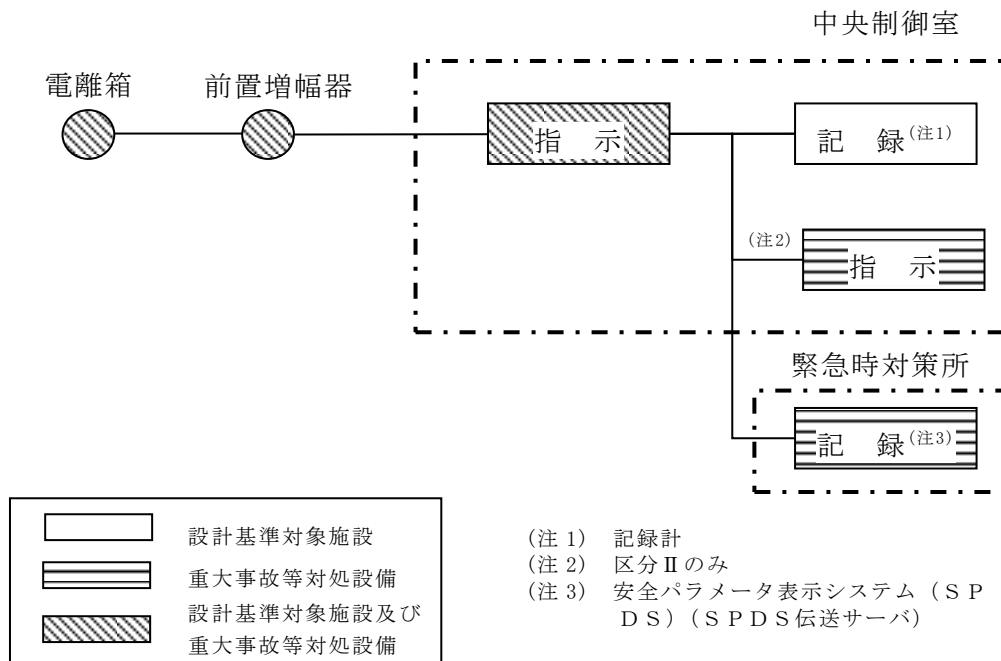 中央制御室
電離箱
前置増幅器
指 示
記 録(注1)
(注2)
指 示
緊急時対策所
記 録(注3)
設計基準対象施設
重大事故等対処設備
設計基準対象施設及び
重大事故等対処設備
(注1) 記録計
(注2) 区分Ⅱのみ
(注3) 安全パラメータ表示システム(SP
DS)(SPDS伝送サーバ)